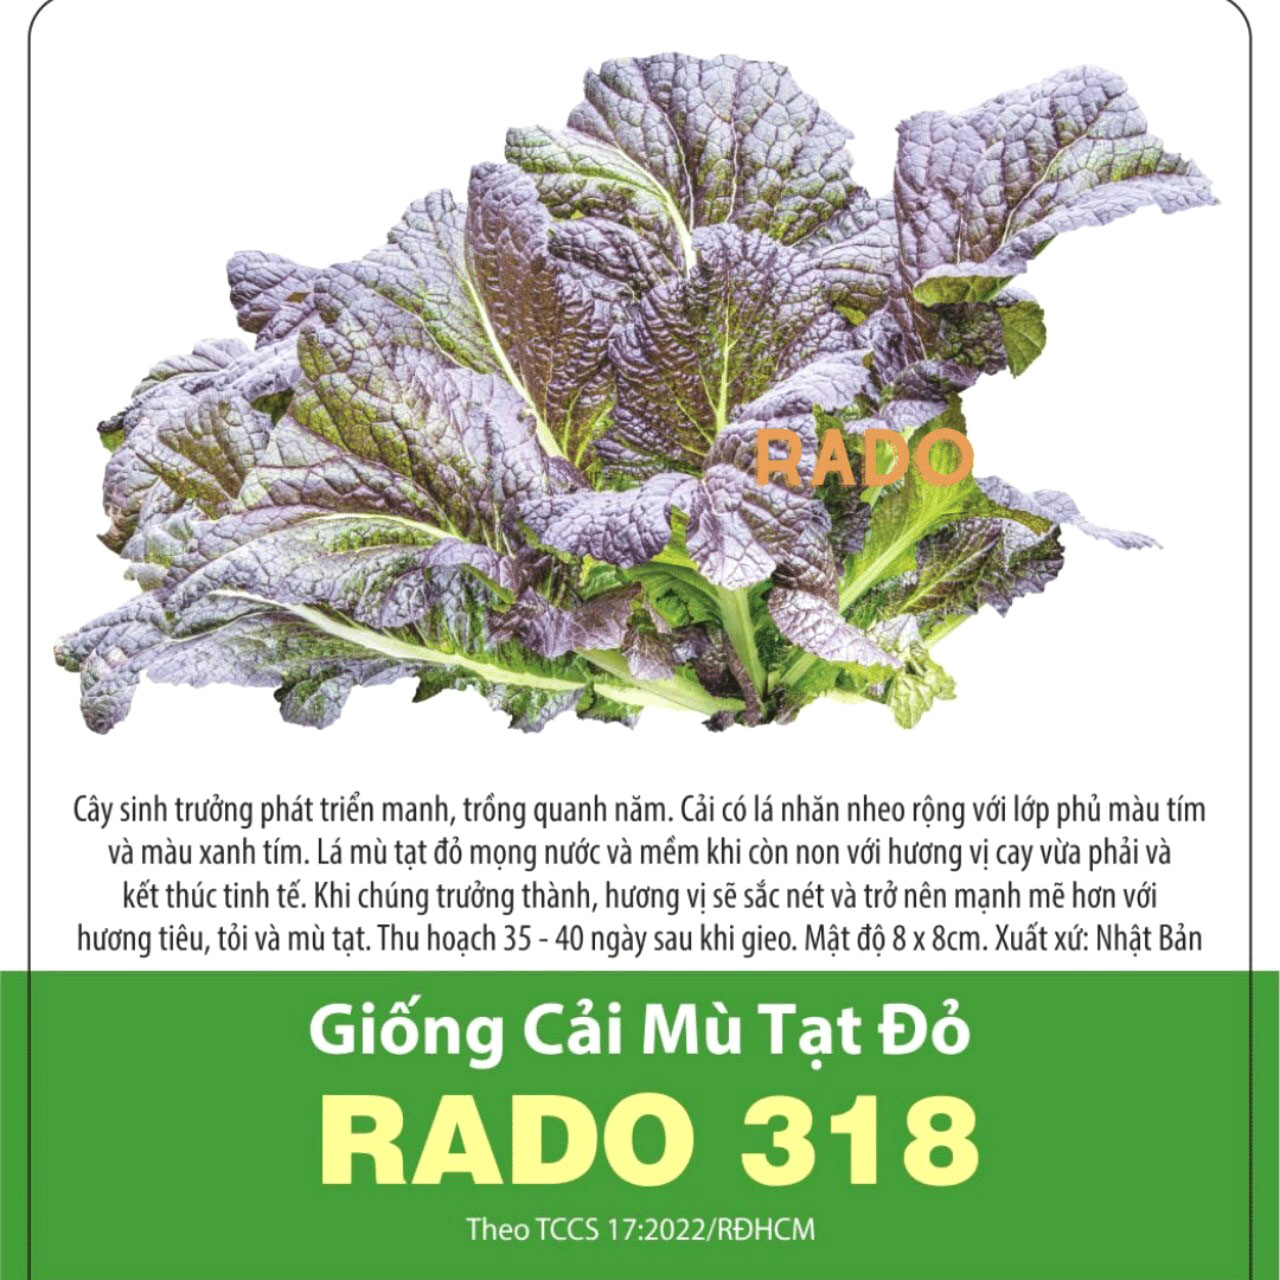 RADO
Cây sinh trưởng phát triển manh, trồng quanh năm. Cải có lá nhăn nheo rộng với lớp phủ màu tím
và màu xanh tím. Lá mù tạt đỏ mọng nước và mềm khi còn non với hương vị cay vừa phải và
kết thúc tinh tế. Khi chúng trưởng thành, hương vị sẽ sắc nét và trở nên mạnh mẽ hơn với
hương tiêu, tỏi và mù tạt. Thu hoạch 35 - 40 ngày sau khi gieo. Mật độ 8 x 8cm. Xuất xứ: Nhật Bản
Giống Cải Mù Tạt Đỏ
RADO 318
Theo TCCS 17:2022/RĐHCM